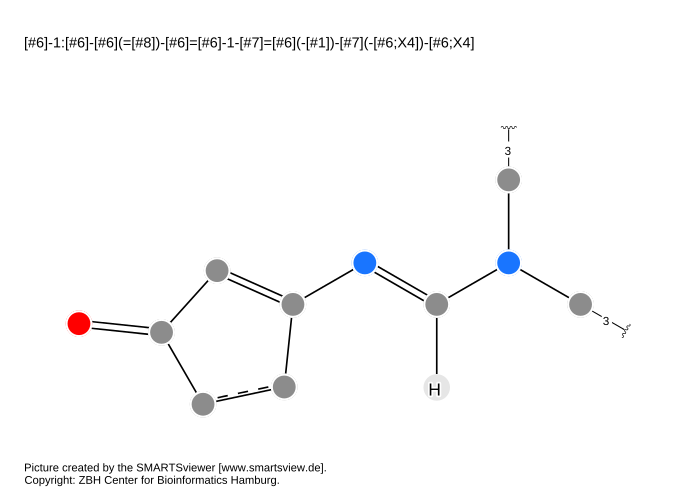 [#6]-1:[#6]-[#6](=[#8])-[#6]=[#6]-1-[#7]=[#6](-[#1])-[#7](-[#6;X4])-[#6;X4]
3
3
H
Picture created by the SMARTSviewer [www.smartsview.de].
Copyright: ZBH Center for Bioinformatics Hamburg.